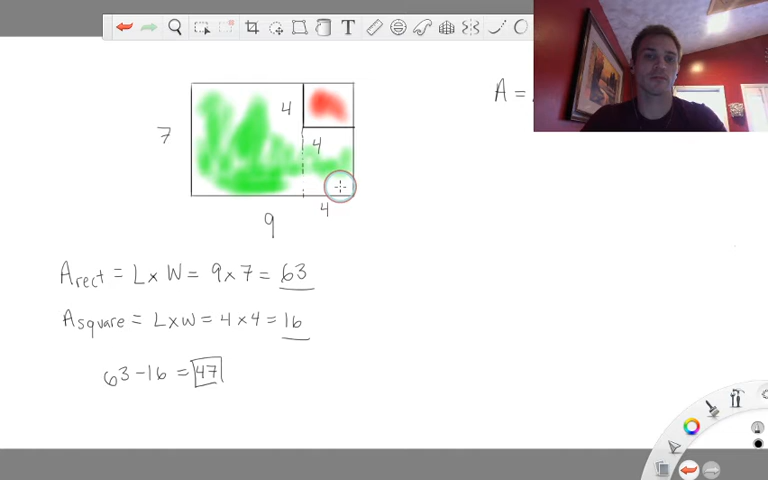 4
A =
7
4
4
9
Arect = L x W = 9 x 7 = 63
Asquare = L x W = 4 x 4 = 16
63 - 16 = 47
T